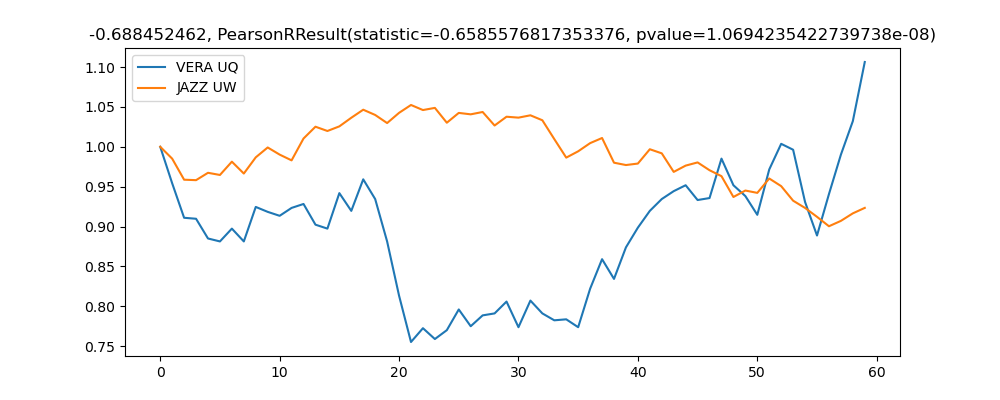 -0.688452462, PearsonRResult(statistic=-0.6585576817353376, pvalue=1.0694235422739738e-08)
VERA UQ
JAZZ UW
1.10
1.05
1.00
0.95
0.90
0.85
0.80
0.75
0 10 20 30 40 50 60